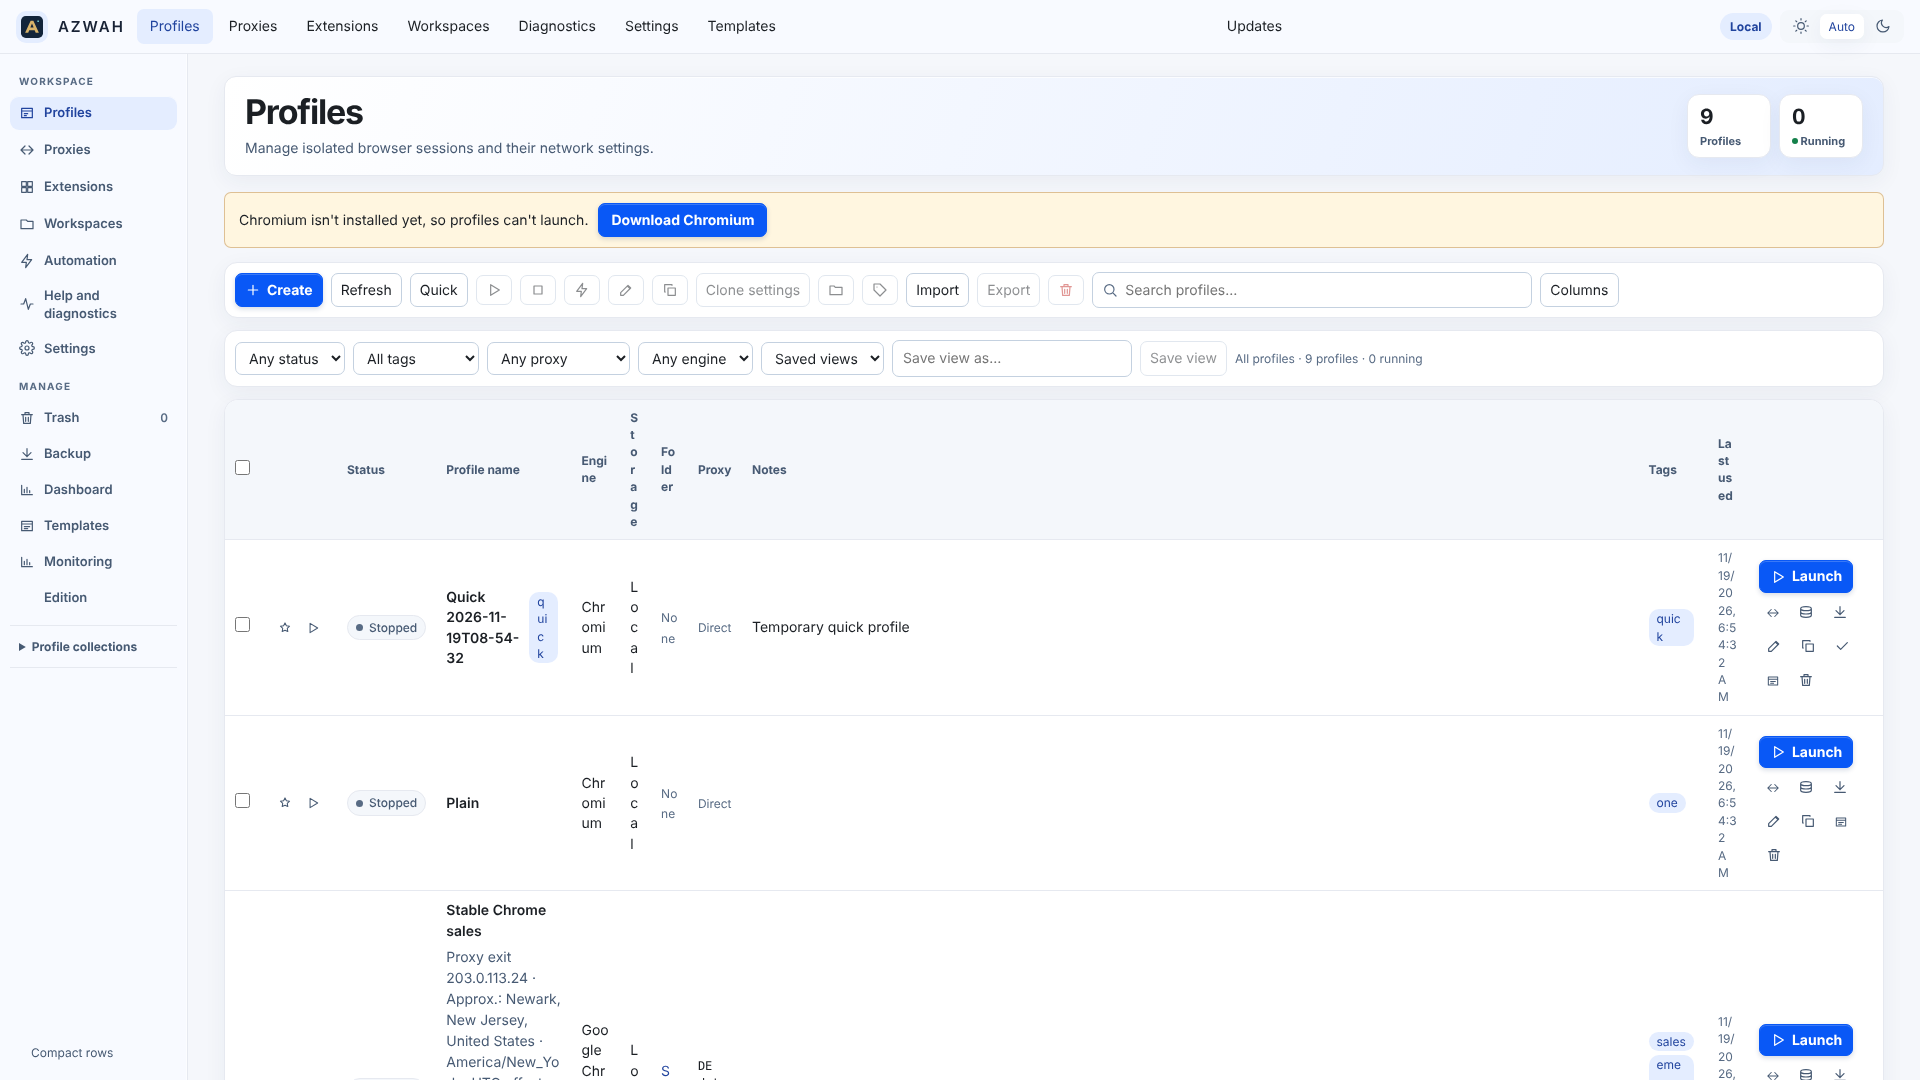 AZWAH
Profiles
Proxies
Extensions
Workspaces
Diagnostics
Settings
Templates
Updates
Local
Auto
WORKSPACE
Profiles
Proxies
Extensions
Workspaces
Automation
Help and
diagnostics
Settings
MANAGE
Trash 0
Backup
Dashboard
Templates
Monitoring
Edition
Profile collections
Compact rows
Profiles
Manage isolated browser sessions and their network settings.
9
Profiles
0
Running
Chromium isn't installed yet, so profiles can't launch.
Download Chromium
Create
Refresh
Quick
Clone settings
Import
Export
Search profiles...
Columns
Any status
All tags
Any proxy
Any engine
Saved views
Save view as...
Save view
All profiles · 9 profiles · 0 running
Status
Profile name
Engi
ne
S
t
o
r
a
g
e
Fo
ld
er
Proxy
Notes
Tags
La
st
us
ed
Stopped
Quick
2026-11-
19T08-54-
32
q
ui
c
k
Chr
omi
um
L
o
c
a
l
No
ne
Direct
Temporary quick profile
quic
k
11/
19/
20
26,
6:5
4:3
2
A
M
Launch
Stopped
Plain
Chr
omi
um
L
o
c
a
l
No
ne
Direct
one
11/
19/
20
26,
6:5
4:3
2
A
M
Launch
Stable Chrome
sales
Proxy exit
203.0.113.24 ·
Approx.: Newark,
New Jersey,
United States ·
America/New_Yo
Goo
gle
Chr
L
o
S
DE
sales
eme
11/
19/
20
26,
Launch